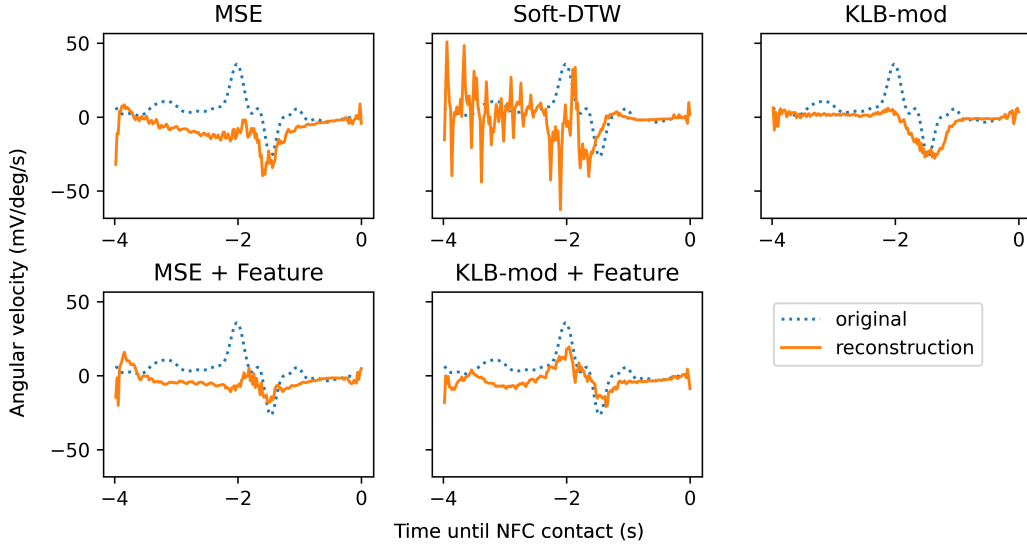 MSE
Soft-DTW
KLB-mod
50
0
−50
−4
−2
0
−4
−2
0
−4
−2
0
MSE + Feature
KLB-mod + Feature
50
0
−50
−4
−2
0
−4
−2
0
original
reconstruction
Angular velocity (mV/deg/s)
Time until NFC contact (s)